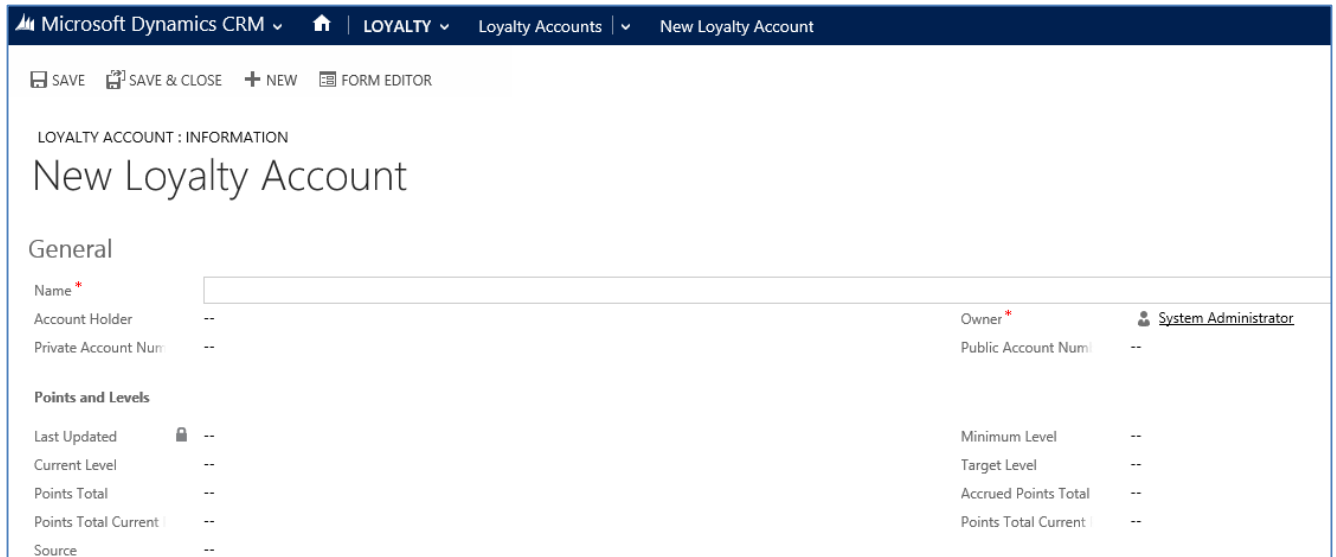 Microsoft Dynamics CRM LOYALTY Loyalty Accounts New Loyalty Account
SAVE SAVE & CLOSE NEW FORM EDITOR
LOYALTY ACCOUNT : INFORMATION
New Loyalty Account
General
Name *
Account Holder -- Owner * System Administrator
Private Account Num -- Public Account Num --
Points and Levels
Last Updated -- Minimum Level --
Current Level -- Target Level --
Points Total -- Accrued Points Total --
Points Total Current -- Points Total Current --
Source --